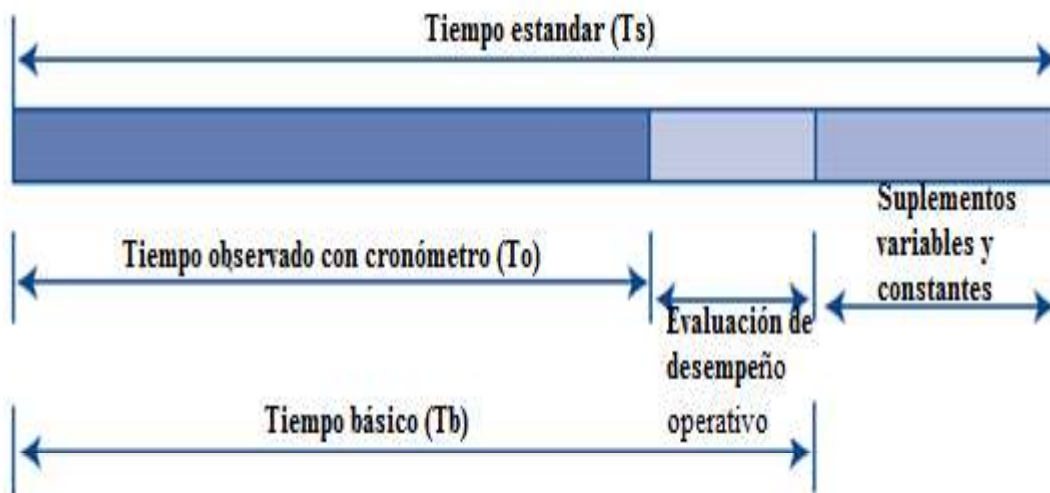 Tiempo estandar (Ts)
Suplementos
variables y
constantes
Tiempo observado con cronómetro (To)
Evaluación de
desempeño
operativo
Tiempo básico (Tb)